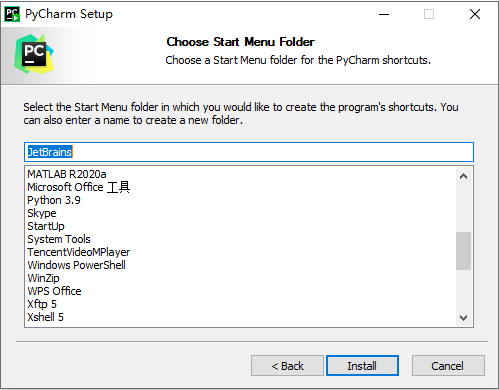 PyCharm Setup
PC
Choose Start Menu Folder
Choose a Start Menu folder for the PyCharm shortcuts.
Select the Start Menu folder in which you would like to create the program's shortcuts. You
can also enter a name to create a new folder.
JetBrains
MATLAB R2020a
Microsoft Office 工具
Python 3.9
Skype
StartUp
System Tools
TencentVideoMPlayer
Windows PowerShell
WinZip
WPS Office
Xftp 5
Xshell 5
< Back
Install
Cancel